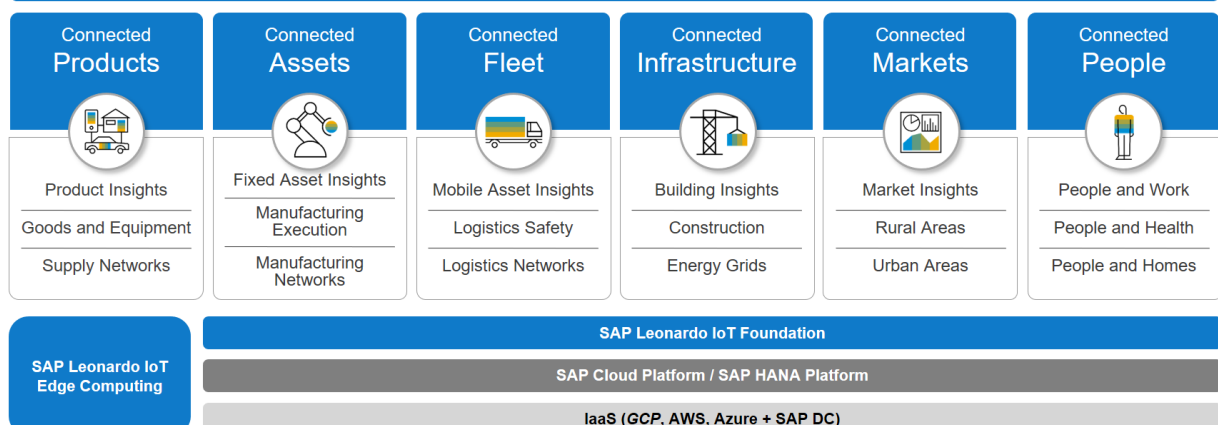 Connected
Products
Product Insights
Goods and Equipment
Supply Networks
Connected
Assets
Fixed Asset Insights
Manufacturing
Execution
Manufacturing
Networks
Connected
Fleet
Mobile Asset Insights
Logistics Safety
Logistics Networks
Connected
Infrastructure
Building Insights
Construction
Energy Grids
Connected
Markets
Market Insights
Rural Areas
Urban Areas
Connected
People
People and Work
People and Health
People and Homes
SAP Leonardo IoT
Edge Computing
SAP Leonardo IoT Foundation
SAP Cloud Platform / SAP HANA Platform
IaaS (GCP, AWS, Azure + SAP DC)